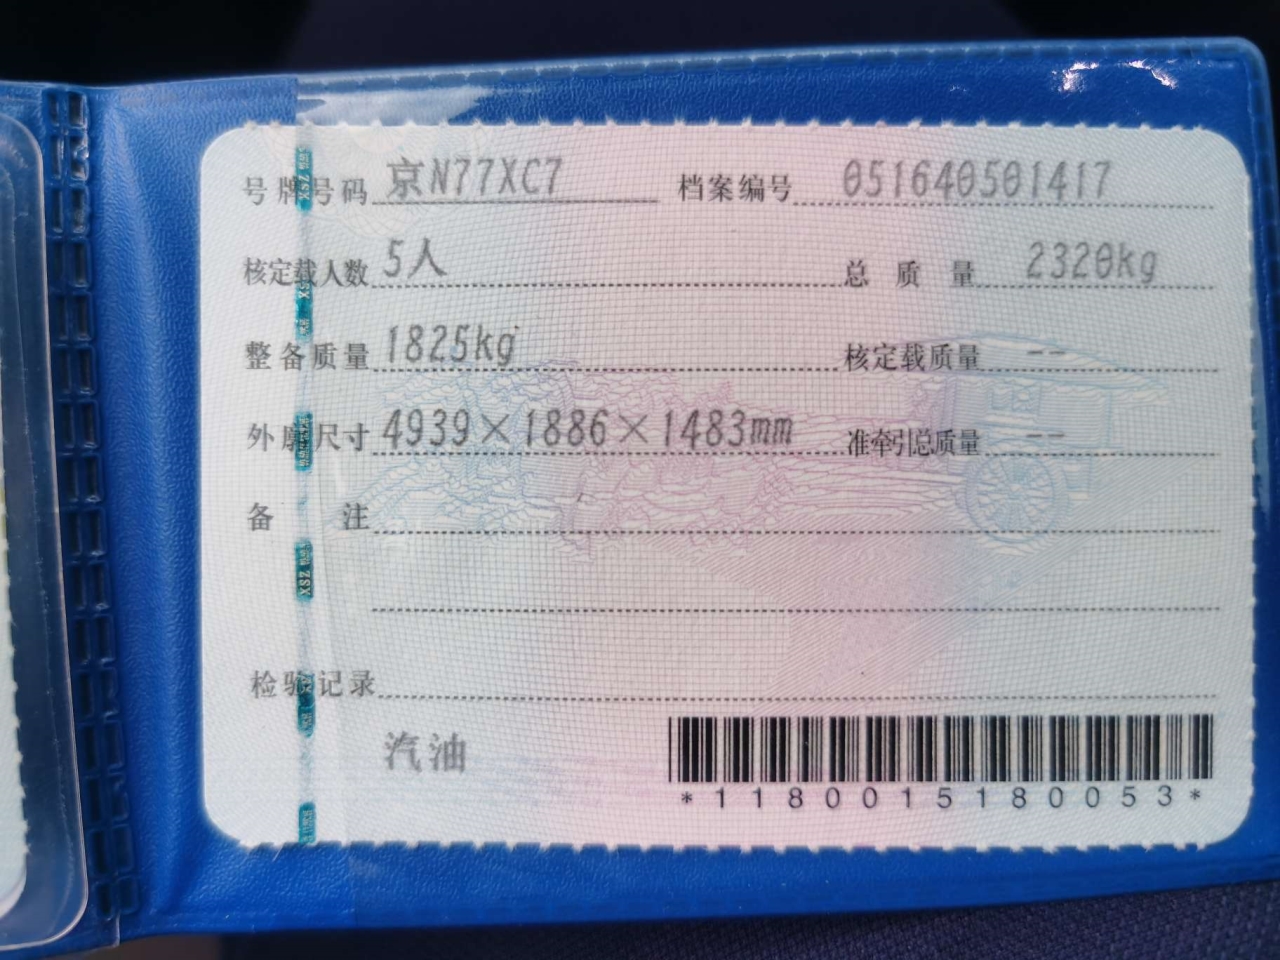 号牌号码 京N77XC7 档案编号 051640501417
核定载人数 5人 总质量 2320kg
整备质量 1825kg 核定载质量 --
外廓尺寸 4939×1886×1483mm 准牵引总质量 --
备注
检验记录
汽油
*1180015180053*
XSZ
XSZ